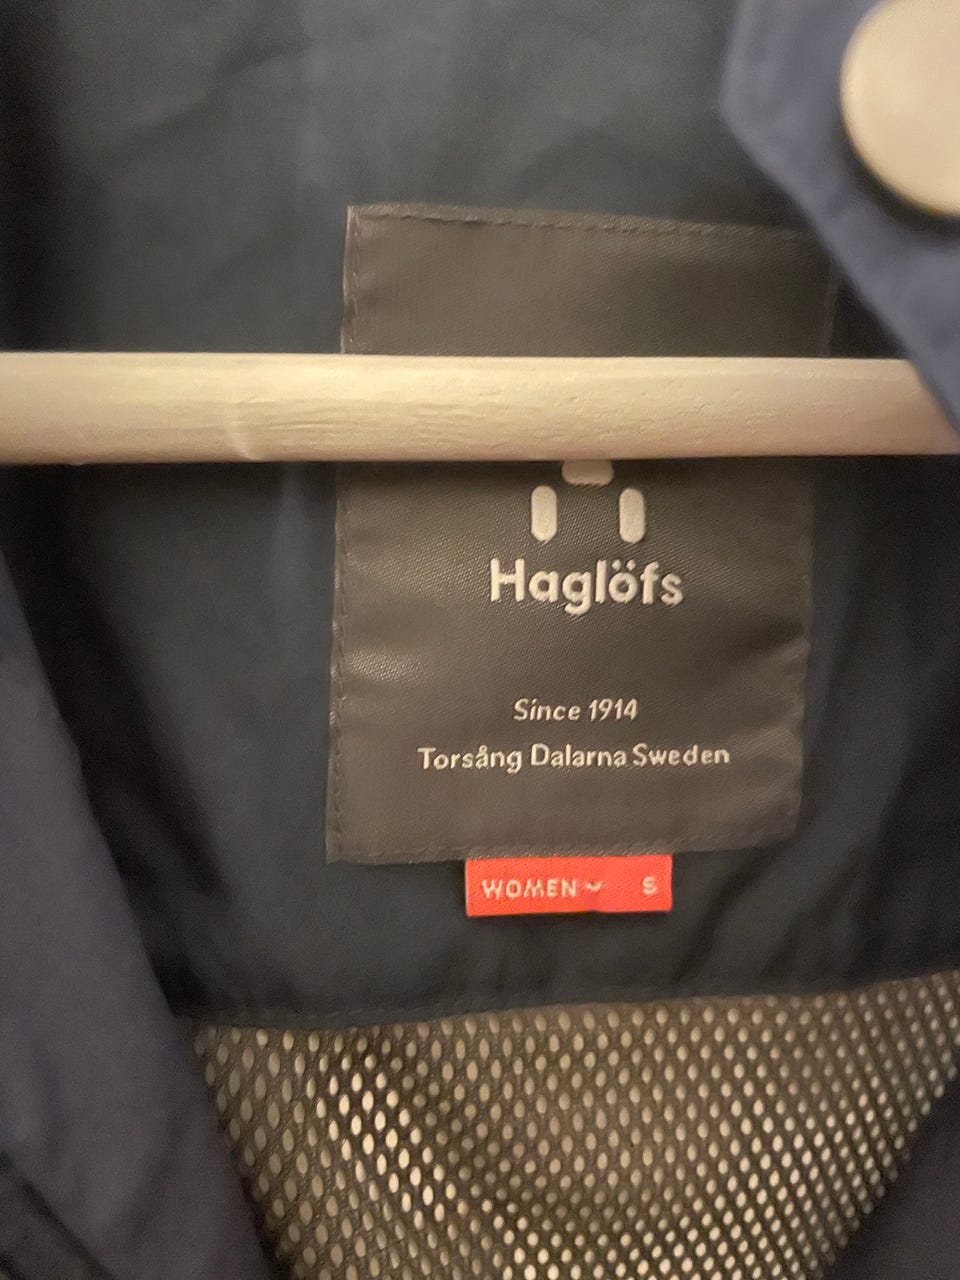 Haglöfs
Since 1914
Torsång Dalarna Sweden
WOMEN S